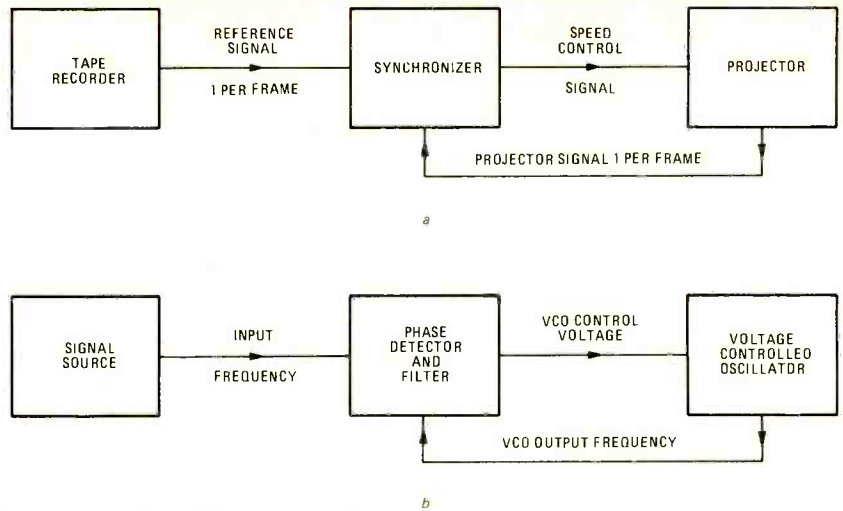 TAPE
RECORDER
REFERENCE
SIGNAL
1 PER FRAME
SYNCHRONIZER
SPEED
CONTROL
SIGNAL
PROJECTOR
PROJECTOR SIGNAL 1 PER FRAME
a
SIGNAL
SOURCE
INPUT
FREQUENCY
PHASE
DETECTOR
AND
FILTER
VCO CONTROL
VOLTAGE
VOLTAGE
CONTROLLED
OSCILLATOR
VCO OUTPUT FREQUENCY
b